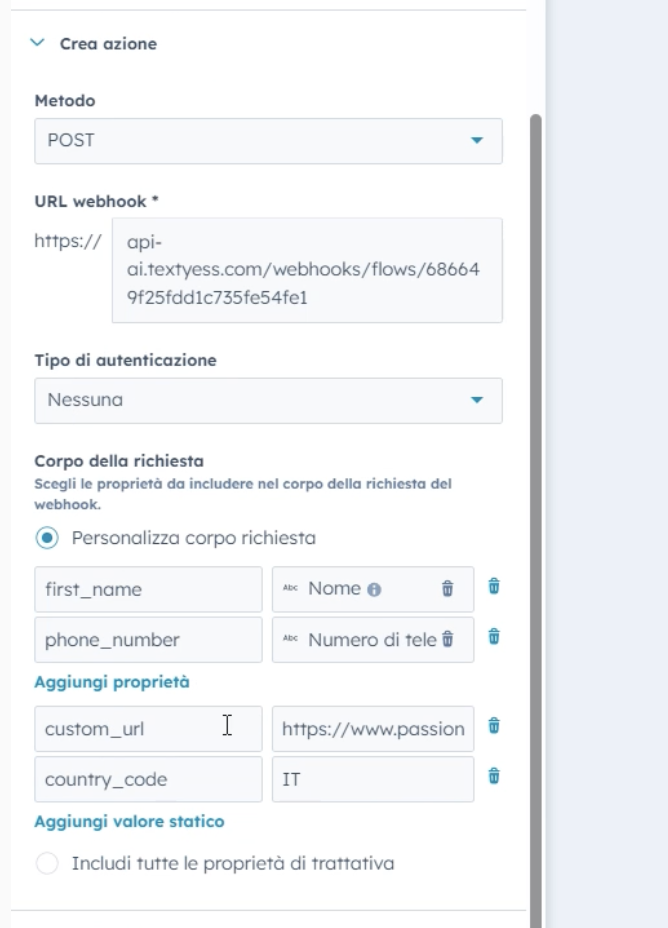 Crea azione
Metodo
POST
URL webhook *
https://
api-
ai.textyess.com/webhooks/flows/68664
9f25fdd1c735fe54fe1
Tipo di autenticazione
Nessuna
Corpo della richiesta
Scegli le proprietà da includere nel corpo della richiesta del
webhook.
Personalizza corpo richiesta
first_name
Abc Nome
phone_number
Abc Numero di tele
Aggiungi proprietà
custom_url
https://www.passion
country_code
IT
Aggiungi valore statico
Includi tutte le proprietà di trattativa